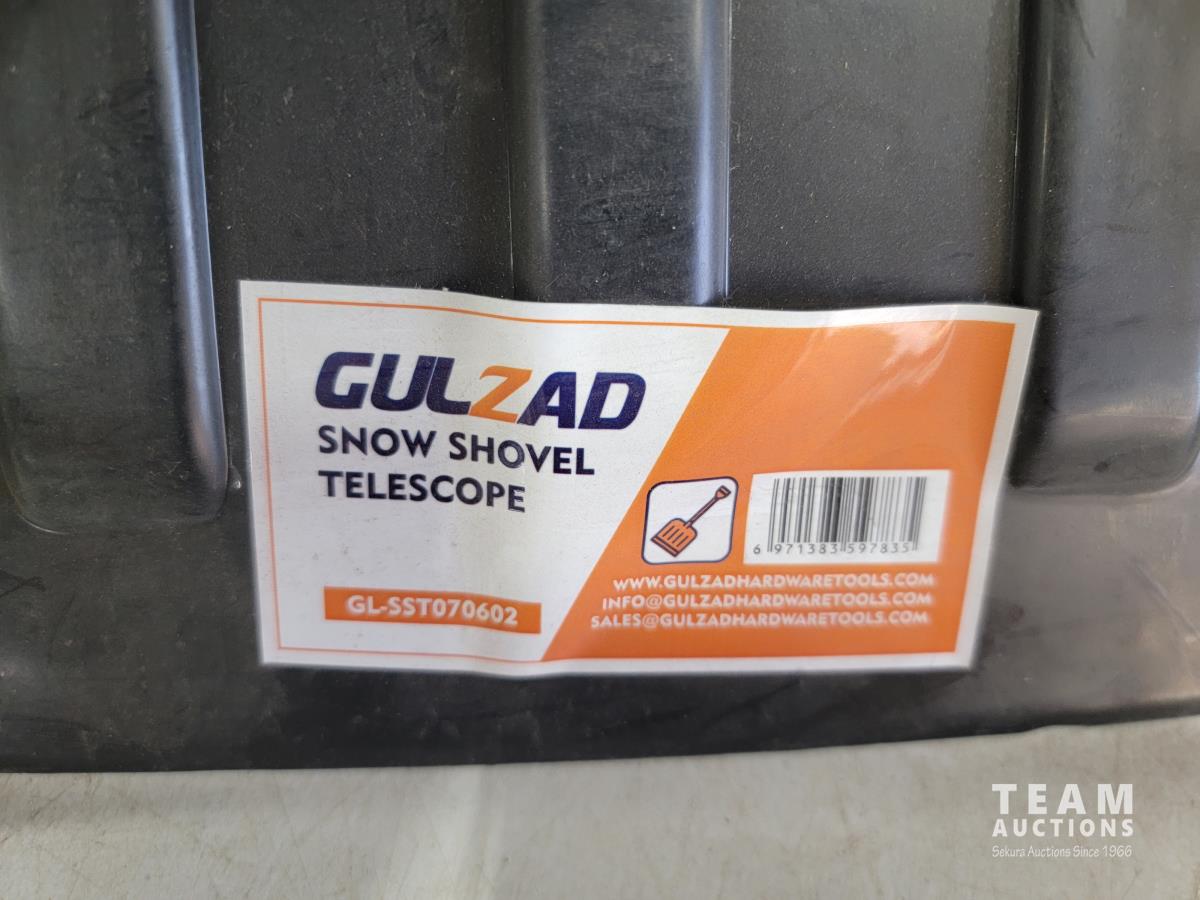 GULZAD
SNOW SHOVEL
TELESCOPE
GL-SST070602
6 971383 597835
WWW.GULZADHARDWARETOOLS.COM
INFO@GULZADHARDWARETOOLS.COM
SALES@GULZADHARDWARETOOLS.COM
TEAM
AUCTIONS
Sekura Auctions Since 1966